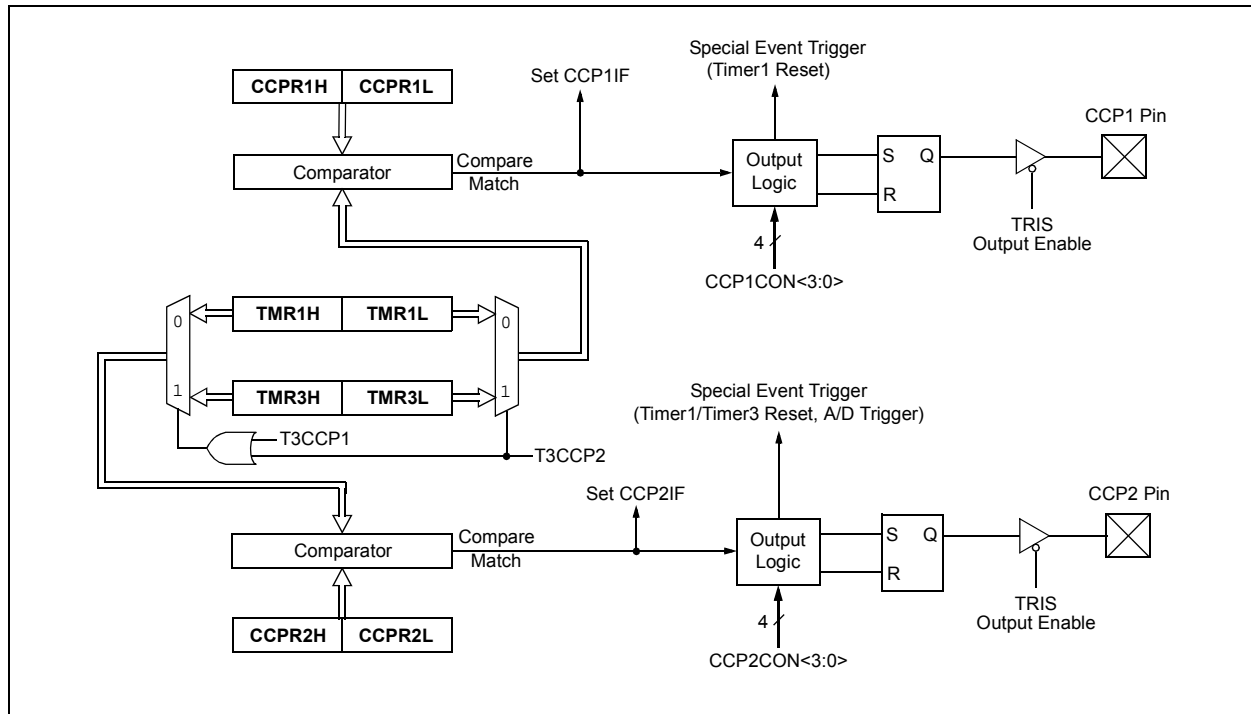 CCPR1H CCPR1L
Comparator
Compare
Match
Set CCP1IF
Special Event Trigger
(Timer1 Reset)
Output
Logic
4
CCP1CON<3:0>
S Q
R
TRIS
Output Enable
CCP1 Pin
0
1
TMR1H TMR1L
TMR3H TMR3L
0
1
T3CCP1
T3CCP2
Comparator
Compare
Match
CCPR2H CCPR2L
Set CCP2IF
Special Event Trigger
(Timer1/Timer3 Reset, A/D Trigger)
Output
Logic
4
CCP2CON<3:0>
S Q
R
TRIS
Output Enable
CCP2 Pin